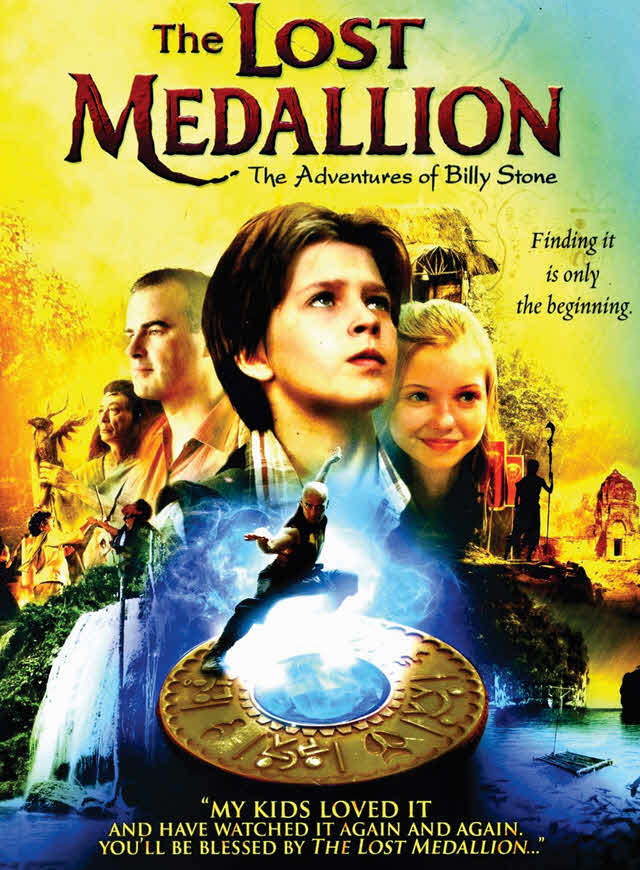 The LOST
MEDALLION
The Adventures of Billy Stone
Finding it
is only
the beginning.
"MY KIDS LOVED IT
AND HAVE WATCHED IT AGAIN AND AGAIN.
YOU'LL BE BLESSED BY THE LOST MEDALLION..."